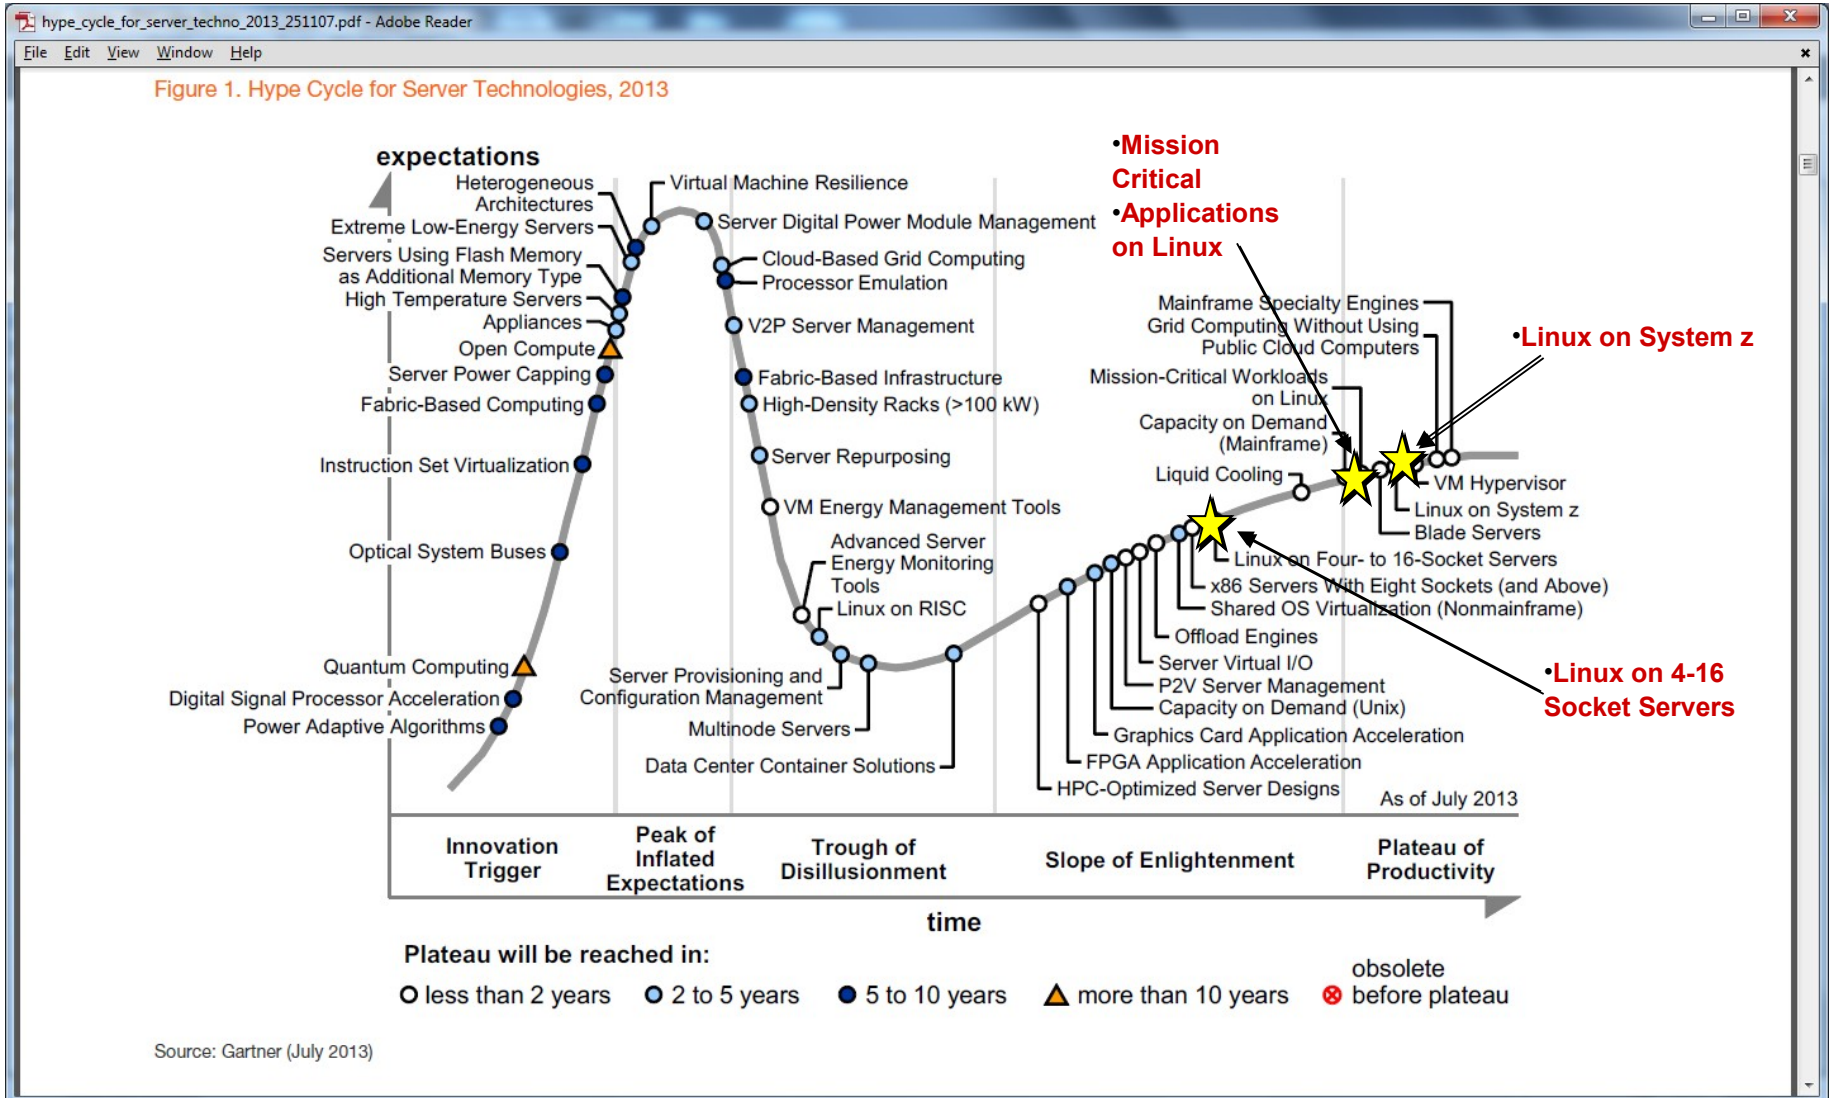 hype_cycle_for_server_techno_2013_251107.pdf - Adobe Reader
File Edit View Window Help
Figure 1. Hype Cycle for Server Technologies, 2013
expectations
•Mission
Critical
•Applications
on Linux
Heterogeneous
Architectures
Extreme Low-Energy Servers
Servers Using Flash Memory
as Additional Memory Type
High Temperature Servers
Appliances
Open Compute
Server Power Capping
Fabric-Based Computing
Instruction Set Virtualization
Optical System Buses
Quantum Computing
Digital Signal Processor Acceleration
Power Adaptive Algorithms
Virtual Machine Resilience
Server Digital Power Module Management
Cloud-Based Grid Computing
Processor Emulation
V2P Server Management
Fabric-Based Infrastructure
High-Density Racks (>100 kW)
Server Repurposing
VM Energy Management Tools
Advanced Server
Energy Monitoring
Tools
Linux on RISC
Server Provisioning and
Configuration Management
Multinode Servers
Data Center Container Solutions
Mainframe Specialty Engines
Grid Computing Without Using
Public Cloud Computers
Mission-Critical Workloads
on Linux
Capacity on Demand
(Mainframe)
Liquid Cooling
•Linux on System z
VM Hypervisor
Linux on System z
Blade Servers
Linux on Four- to 16-Socket Servers
x86 Servers With Eight Sockets (and Above)
Shared OS Virtualization (Nonmainframe)
Offload Engines
Server Virtual I/O
P2V Server Management
Capacity on Demand (Unix)
Graphics Card Application Acceleration
FPGA Application Acceleration
HPC-Optimized Server Designs
•Linux on 4-16
Socket Servers
As of July 2013
Innovation
Trigger
Peak of
Inflated
Expectations
Trough of
Disillusionment
Slope of Enlightenment
Plateau of
Productivity
time
Plateau will be reached in:
less than 2 years
2 to 5 years
5 to 10 years
more than 10 years
obsolete
before plateau
Source: Gartner (July 2013)